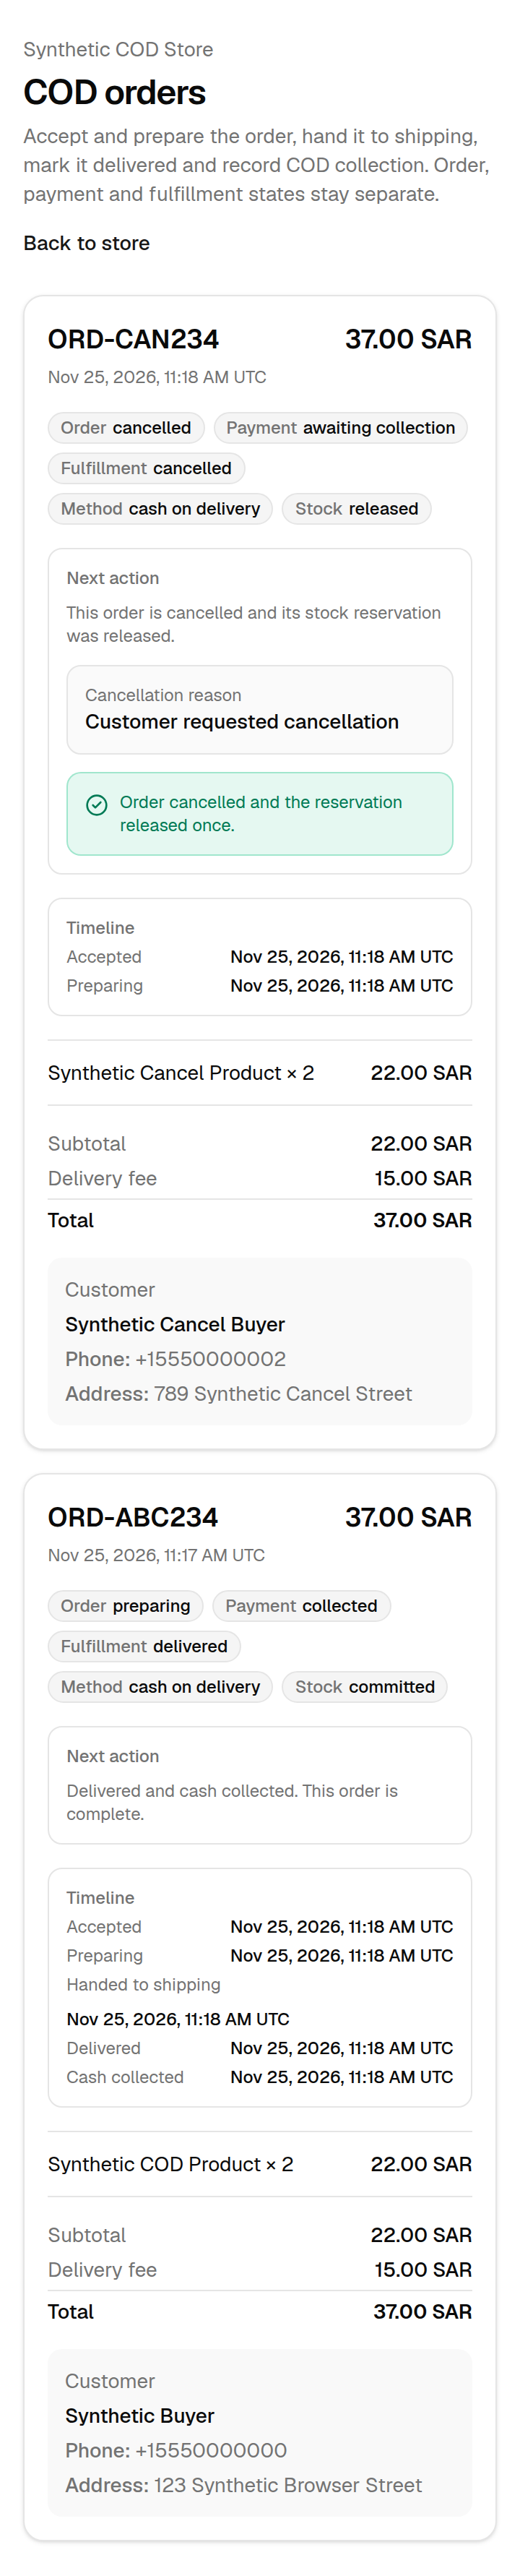 Synthetic COD Store
COD orders
Accept and prepare the order, hand it to shipping,
mark it delivered and record COD collection. Order,
payment and fulfillment states stay separate.
Back to store
ORD-CAN234 37.00 SAR
Nov 25, 2026, 11:18 AM UTC
Order cancelled Payment awaiting collection
Fulfillment cancelled
Method cash on delivery Stock released
Next action
This order is cancelled and its stock reservation
was released.
Cancellation reason
Customer requested cancellation
Order cancelled and the reservation
released once.
Timeline
Accepted Nov 25, 2026, 11:18 AM UTC
Preparing Nov 25, 2026, 11:18 AM UTC
Synthetic Cancel Product × 2 22.00 SAR
Subtotal 22.00 SAR
Delivery fee 15.00 SAR
Total 37.00 SAR
Customer
Synthetic Cancel Buyer
Phone: +15550000002
Address: 789 Synthetic Cancel Street
ORD-ABC234 37.00 SAR
Nov 25, 2026, 11:17 AM UTC
Order preparing Payment collected
Fulfillment delivered
Method cash on delivery Stock committed
Next action
Delivered and cash collected. This order is
complete.
Timeline
Accepted Nov 25, 2026, 11:18 AM UTC
Preparing Nov 25, 2026, 11:18 AM UTC
Handed to shipping
Nov 25, 2026, 11:18 AM UTC
Delivered Nov 25, 2026, 11:18 AM UTC
Cash collected Nov 25, 2026, 11:18 AM UTC
Synthetic COD Product × 2 22.00 SAR
Subtotal 22.00 SAR
Delivery fee 15.00 SAR
Total 37.00 SAR
Customer
Synthetic Buyer
Phone: +15550000000
Address: 123 Synthetic Browser Street